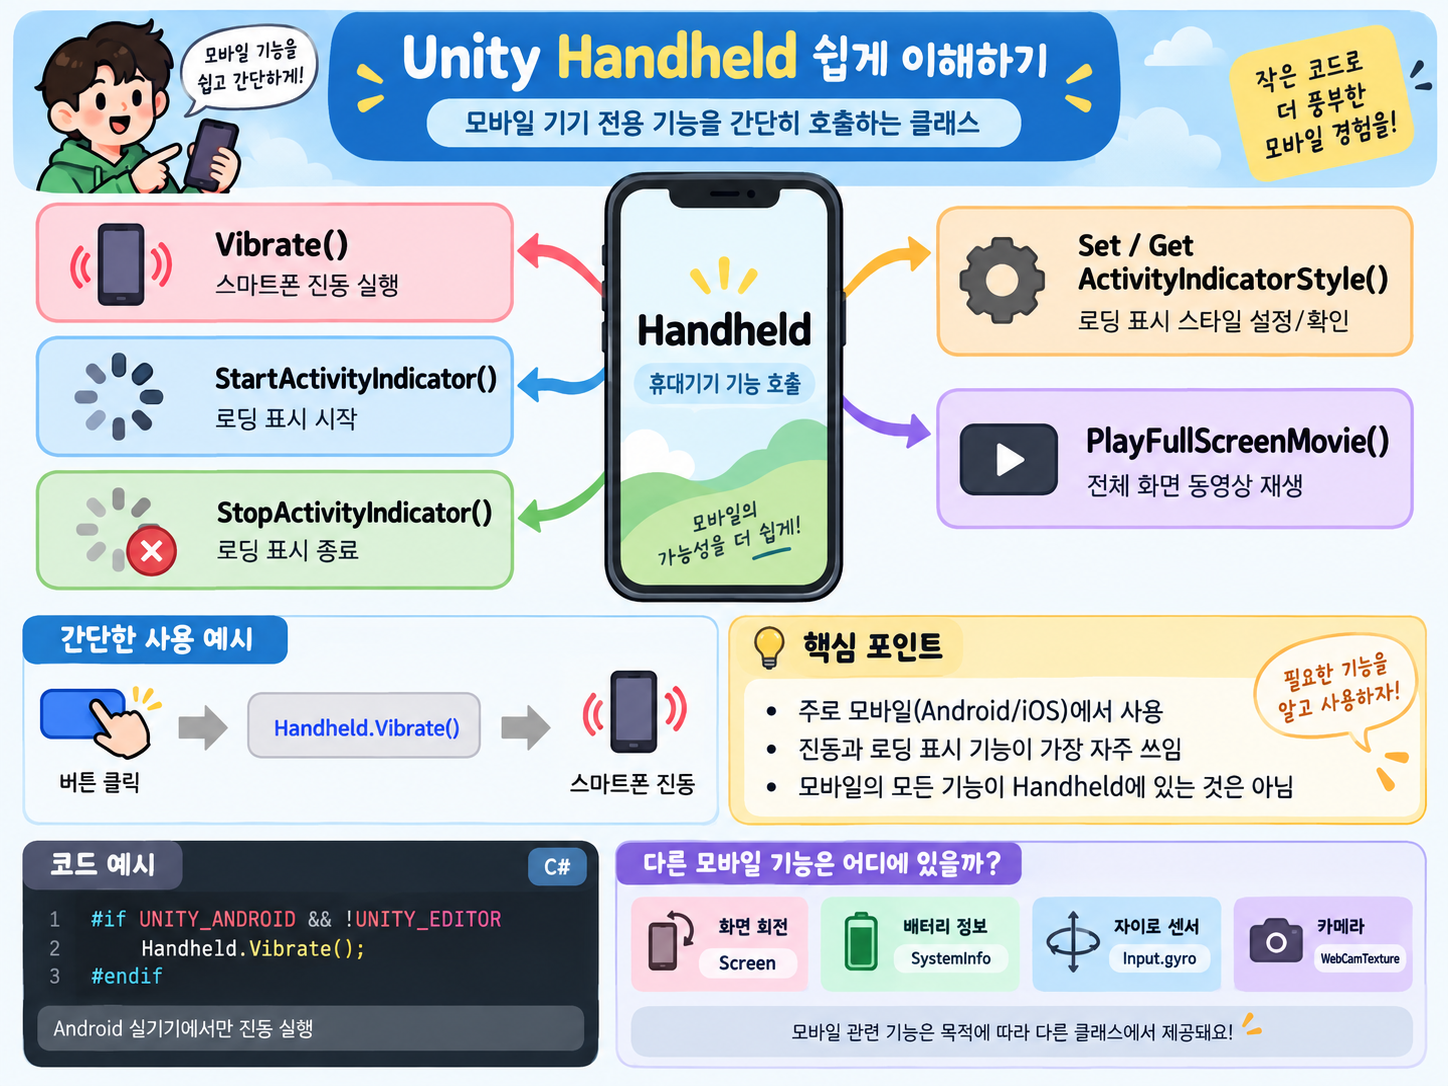 모바일 기능을
쉽고 간단하게!
Unity Handheld 쉽게 이해하기
모바일 기기 전용 기능을 간단히 호출하는 클래스
작은 코드로
더 풍부한
모바일 경험을!
Vibrate()
스마트폰 진동 실행
StartActivityIndicator()
로딩 표시 시작
StopActivityIndicator()
로딩 표시 종료
Handheld
휴대기기 기능 호출
모바일의
가능성을 더 쉽게!
Set / Get
ActivityIndicatorStyle()
로딩 표시 스타일 설정/확인
PlayFullScreenMovie()
전체 화면 동영상 재생
간단한 사용 예시
버튼 클릭
Handheld.Vibrate()
스마트폰 진동
핵심 포인트
필요한 기능을
알고 사용하자!
• 주로 모바일(Android/iOS)에서 사용
• 진동과 로딩 표시 기능이 가장 자주 쓰임
• 모바일의 모든 기능이 Handheld에 있는 것은 아님
코드 예시
C#
1 #if UNITY_ANDROID && !UNITY_EDITOR
2 Handheld.Vibrate();
3 #endif
Android 실기기에서만 진동 실행
다른 모바일 기능은 어디에 있을까?
화면 회전
Screen
배터리 정보
SystemInfo
자이로 센서
Input.gyro
카메라
WebCamTexture
모바일 관련 기능은 목적에 따라 다른 클래스에서 제공돼요!